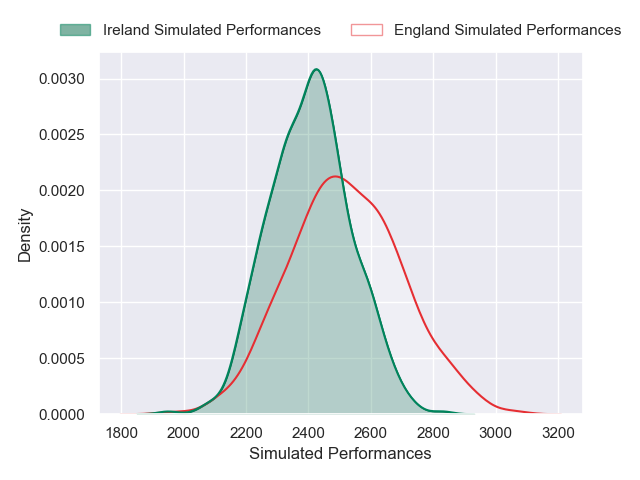 Ireland Simulated Performances England Simulated Performances
0.0030
0.0025
0.0020
0.0015
0.0010
0.0005
0.0000
Density
1800 2000 2200 2400 2600 2800 3000 3200
Simulated Performances